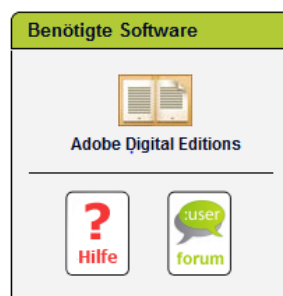 Benötigte Software
Adobe Digital Editions
?
Hilfe
:user
forum